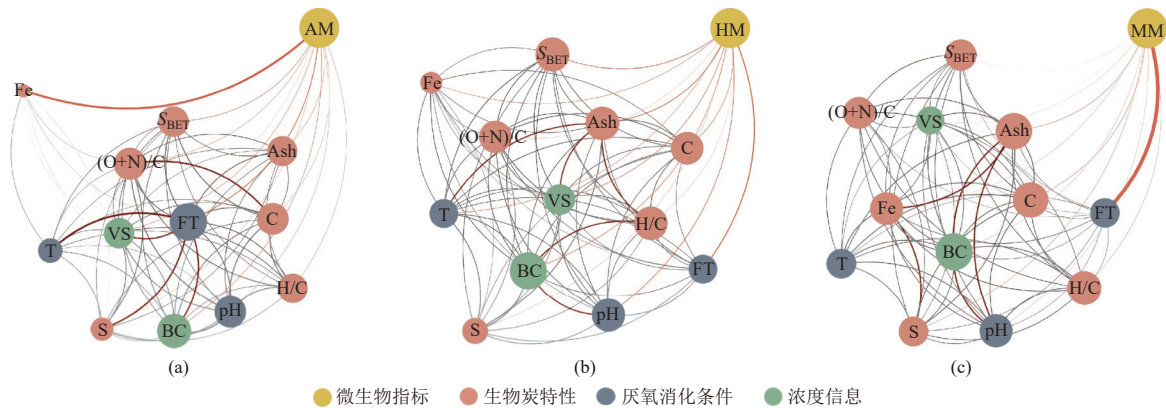 AM
Fe
S_BET
(O+N)/C
Ash
C
FT
VS
T
H/C
pH
S
BC
(a)
HM
S_BET
Fe
Ash
(O+N)/C
C
VS
T
H/C
BC
FT
pH
S
(b)
MM
S_BET
(O+N)/C
VS
Ash
C
Fe
FT
BC
T
H/C
S
pH
(c)
微生物指标 生物炭特性 厌氧消化条件 浓度信息